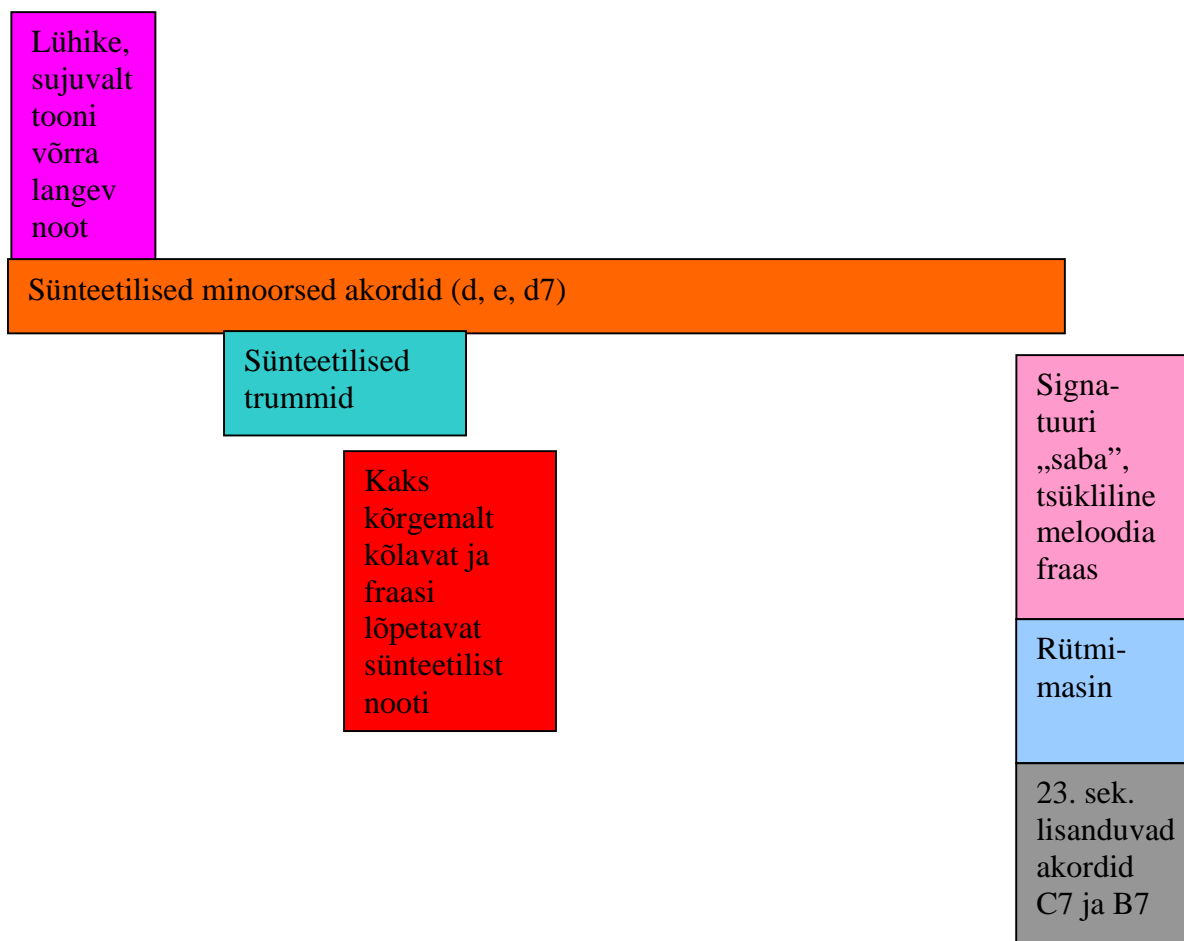 Lühike,
sujuvalt
tooni
võrra
langev
noot
Sünteetilised minoorsed akordid (d, e, d7)
Sünteetilised
trummid
Kaks
kõrgemalt
kõlavat ja
fraasi
lõpetavat
sünteetilist
nooti
Signa-
tuuri
„saba”,
tsükliline
meloodia
fraas
Rütmi-
masin
23. sek.
lisanduvad
akordid
C7 ja B7